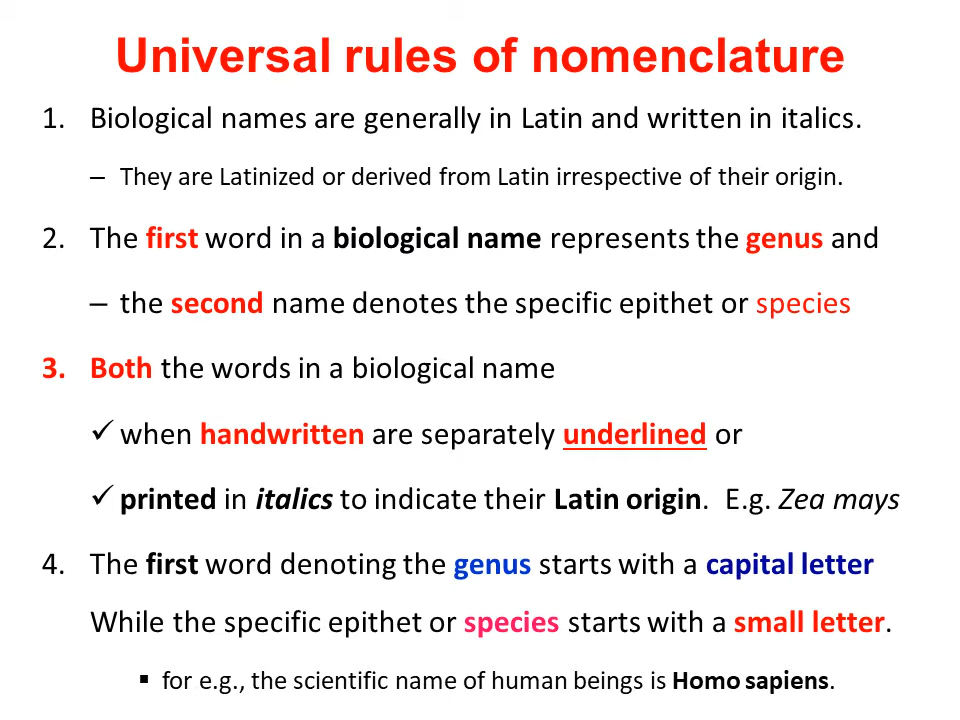 Universal rules of nomenclature
1. Biological names are generally in Latin and written in italics.
– They are Latinized or derived from Latin irrespective of their origin.
2. The first word in a biological name represents the genus and
– the second name denotes the specific epithet or species
3. Both the words in a biological name
✓ when handwritten are separately underlined or
✓ printed in italics to indicate their Latin origin. E.g. Zea mays
4. The first word denoting the genus starts with a capital letter
While the specific epithet or species starts with a small letter.
▪ for e.g., the scientific name of human beings is Homo sapiens.